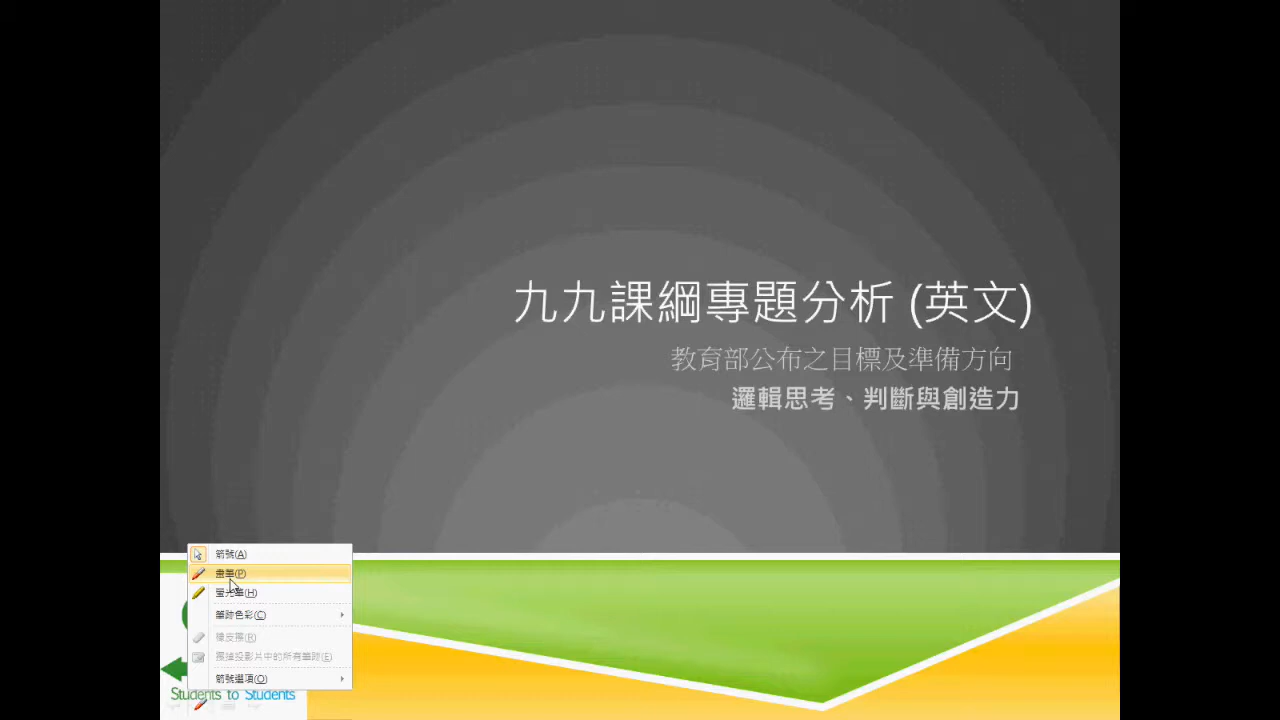 九九課綱專題分析 (英文)
教育部公布之目標及準備方向
邏輯思考、判斷與創造力
箭號(A)
畫筆(P)
螢光筆(H)
筆跡色彩(C)
橡皮擦(R)
擦掉投影片中的所有筆跡(E)
箭號選項(O)
Students to Students